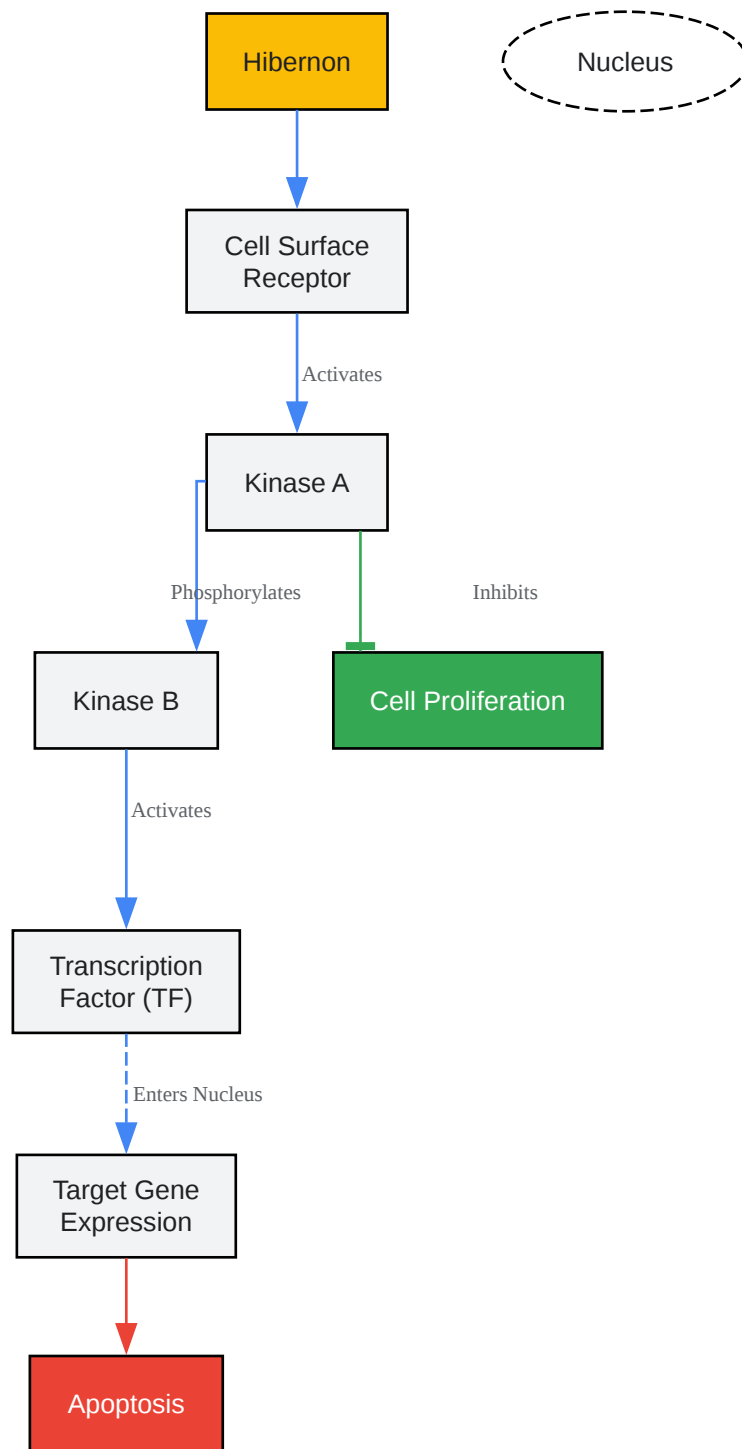 Hibernon
Nucleus
Cell Surface
Receptor
Activates
Kinase A
Phosphorylates
Inhibits
Kinase B
Cell Proliferation
Activates
Transcription
Factor (TF)
Enters Nucleus
Target Gene
Expression
Apoptosis